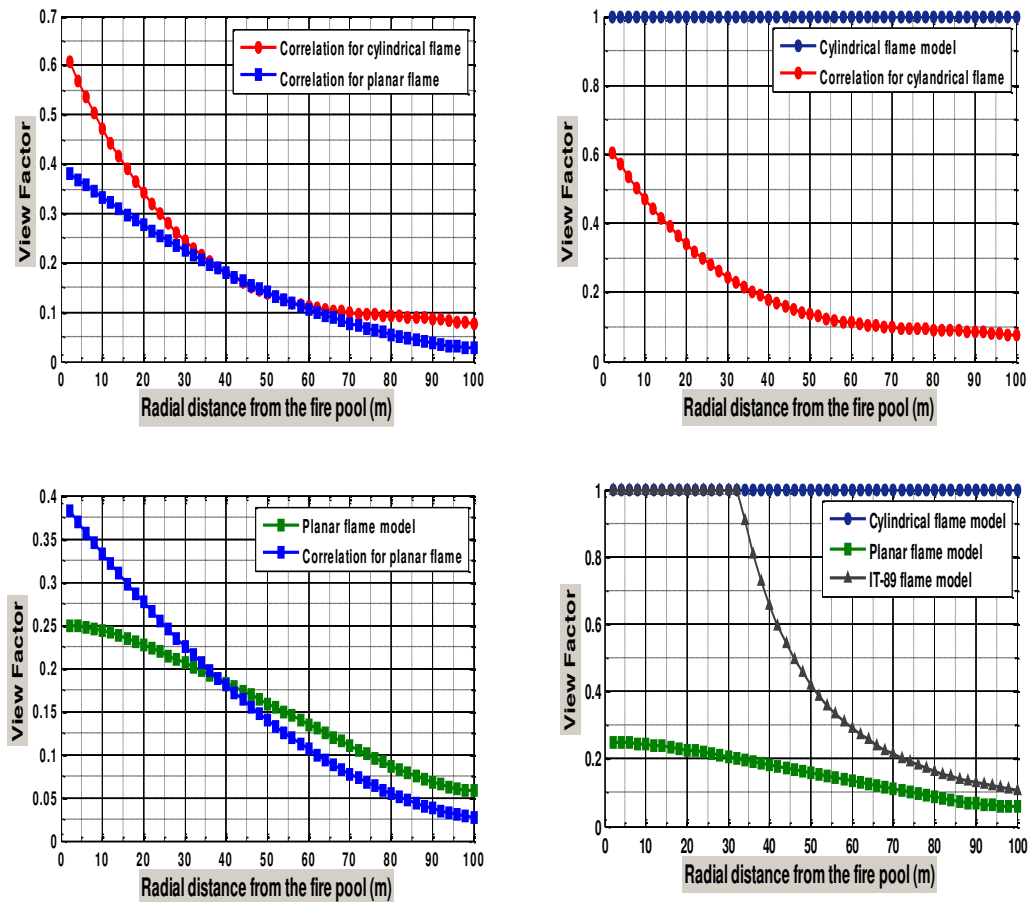 0.7
0.6
0.5
0.4
0.3
0.2
0.1
0
View Factor
Correlation for cylindrical flame
Correlation for planar flame
0 10 20 30 40 50 60 70 80 90 100
Radial distance from the fire pool (m)
1
0.8
0.6
0.4
0.2
0
View Factor
Cylindrical flame model
Correlation for cylandrical flame
0 10 20 30 40 50 60 70 80 90 100
Radial distance from the fire pool (m)
0.4
0.35
0.3
0.25
0.2
0.15
0.1
0.05
0
View Factor
Planar flame model
Correlation for planar flame
0 10 20 30 40 50 60 70 80 90 100
Radial distance from the fire pool (m)
1
0.8
0.6
0.4
0.2
0
View Factor
Cylindrical flame model
Planar flame model
IT-89 flame model
0 10 20 30 40 50 60 70 80 90 100
Radial distance from the fire pool (m)